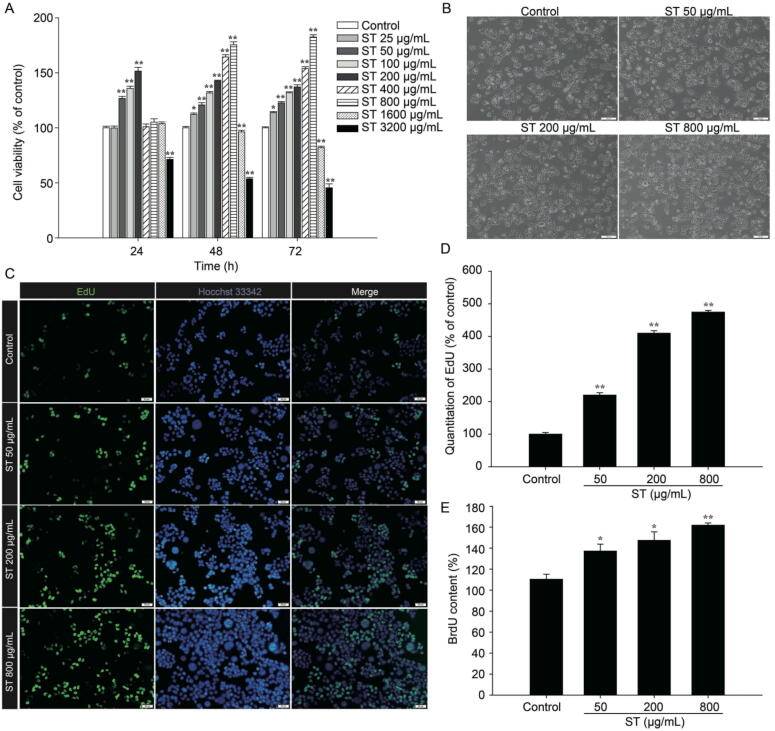 A
Cell viability (% of control)
200
150
100
50
0
24
48
72
Time (h)
*
**
Control
ST 25 µg/mL
ST 50 µg/mL
ST 100 µg/mL
ST 200 µg/mL
ST 400 µg/mL
ST 800 µg/mL
ST 1600 µg/mL
ST 3200 µg/mL
B
Control
ST 50 µg/mL
ST 200 µg/mL
ST 800 µg/mL
C
EdU
Hocchst 33342
Merge
Control
ST 50 µg/mL
ST 200 µg/mL
ST 800 µg/mL
D
Quantitation of EdU (% of control)
600
500
400
300
200
100
0
**
**
**
Control
50
200
800
ST (µg/mL)
E
BrdU content (%)
180
160
140
120
100
80
60
40
20
0
*
*
**
Control
50
200
800
ST (µg/mL)